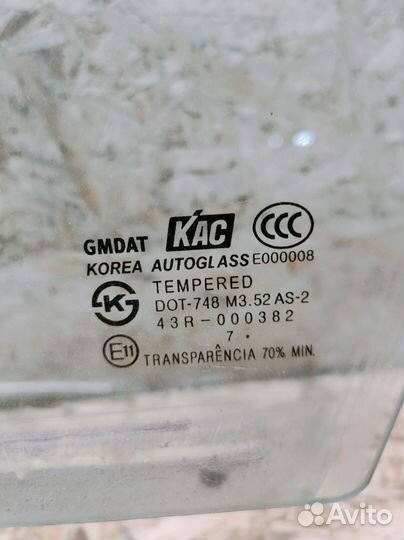 GMDAT KAC CCC
KOREA AUTOGLASS E000008
TEMPERED
DOT-748 M3.52 AS-2
43R-000382
7 .
E11 TRANSPARÊNCIA 70% MIN.
Avito